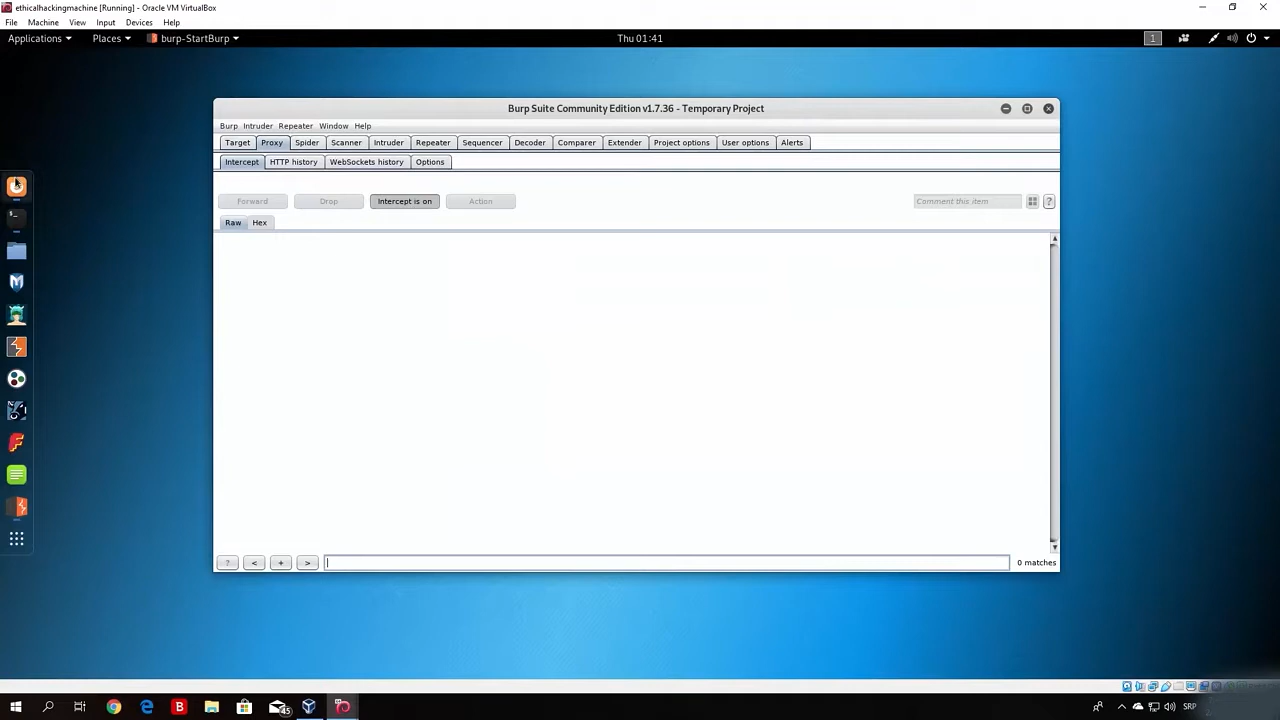 ethicalhackingmachine [Running] - Oracle VM VirtualBox
File Machine View Input Devices Help
Applications Places burp-StartBurp Thu 01:41 1
Burp Suite Community Edition v1.7.36 - Temporary Project
Burp Intruder Repeater Window Help
Target Proxy Spider Scanner Intruder Repeater Sequencer Decoder Comparer Extender Project options User options Alerts
Intercept HTTP history WebSockets history Options
Forward Drop Intercept is on Action Comment this item ?
Raw Hex
? < + > 0 matches
B 45 SRP